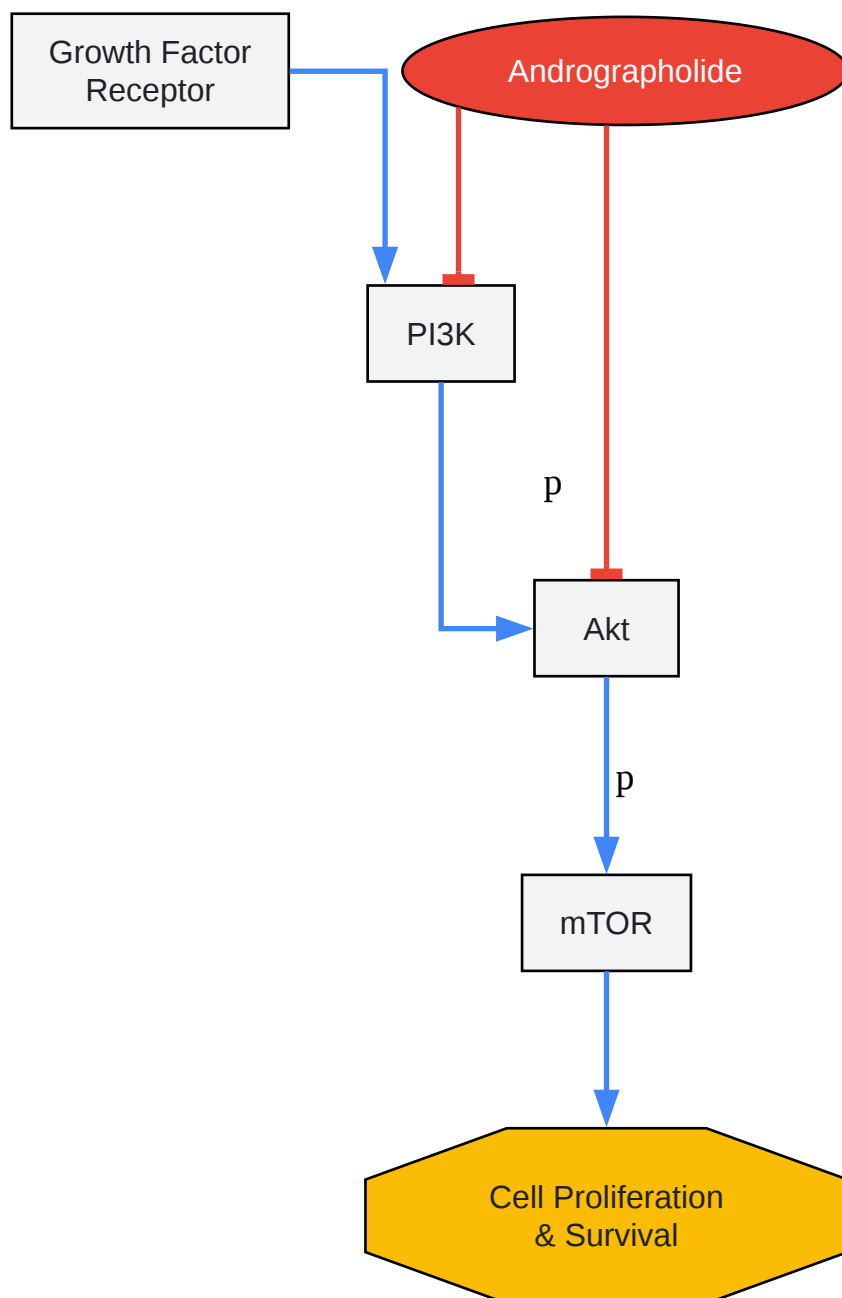 Growth Factor
Receptor
Andrographolide
PI3K
p
Akt
p
mTOR
Cell Proliferation
& Survival